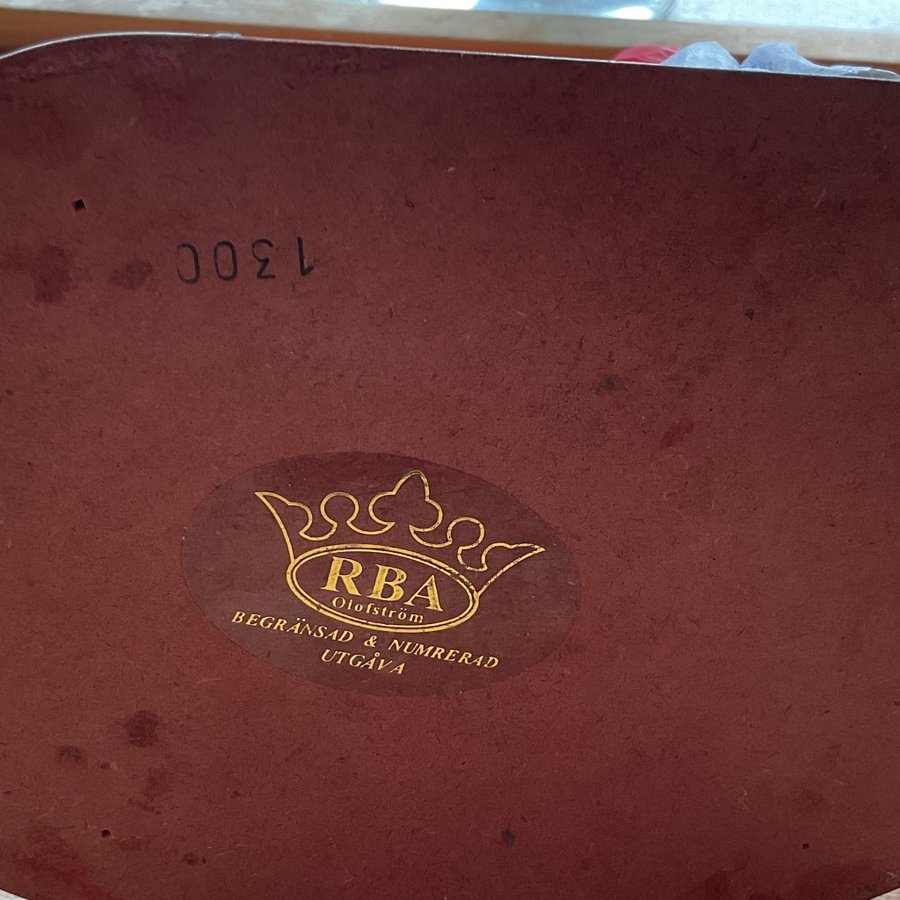 1300
RBA
Olofström
BEGRÄNSAD & NUMRERAD
UTGÅVA